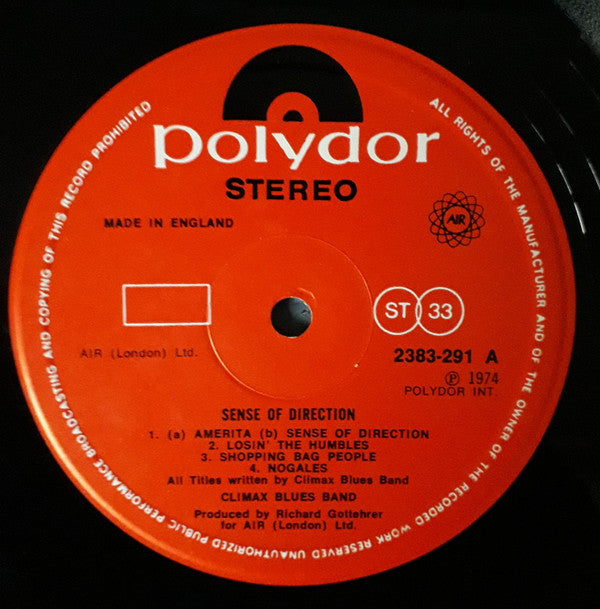 polydor
STEREO
MADE IN ENGLAND
AIR
ST 33
AIR (London) Ltd.
2383-291 A
℗ 1974
POLYDOR INT.
SENSE OF DIRECTION
1. (a) AMERITA (b) SENSE OF DIRECTION
2. LOSIN' THE HUMBLES
3. SHOPPING BAG PEOPLE
4. NOGALES
All Titles written by Climax Blues Band
CLIMAX BLUES BAND
Produced by Richard Gottehrer
for AIR (London) Ltd.
ALL RIGHTS OF THE MANUFACTURER AND OF THE OWNER OF THE RECORDED WORK RESERVED UNAUTHORIZED PUBLIC PERFORMANCE BROADCASTING AND COPYING OF THIS RECORD PROHIBITED